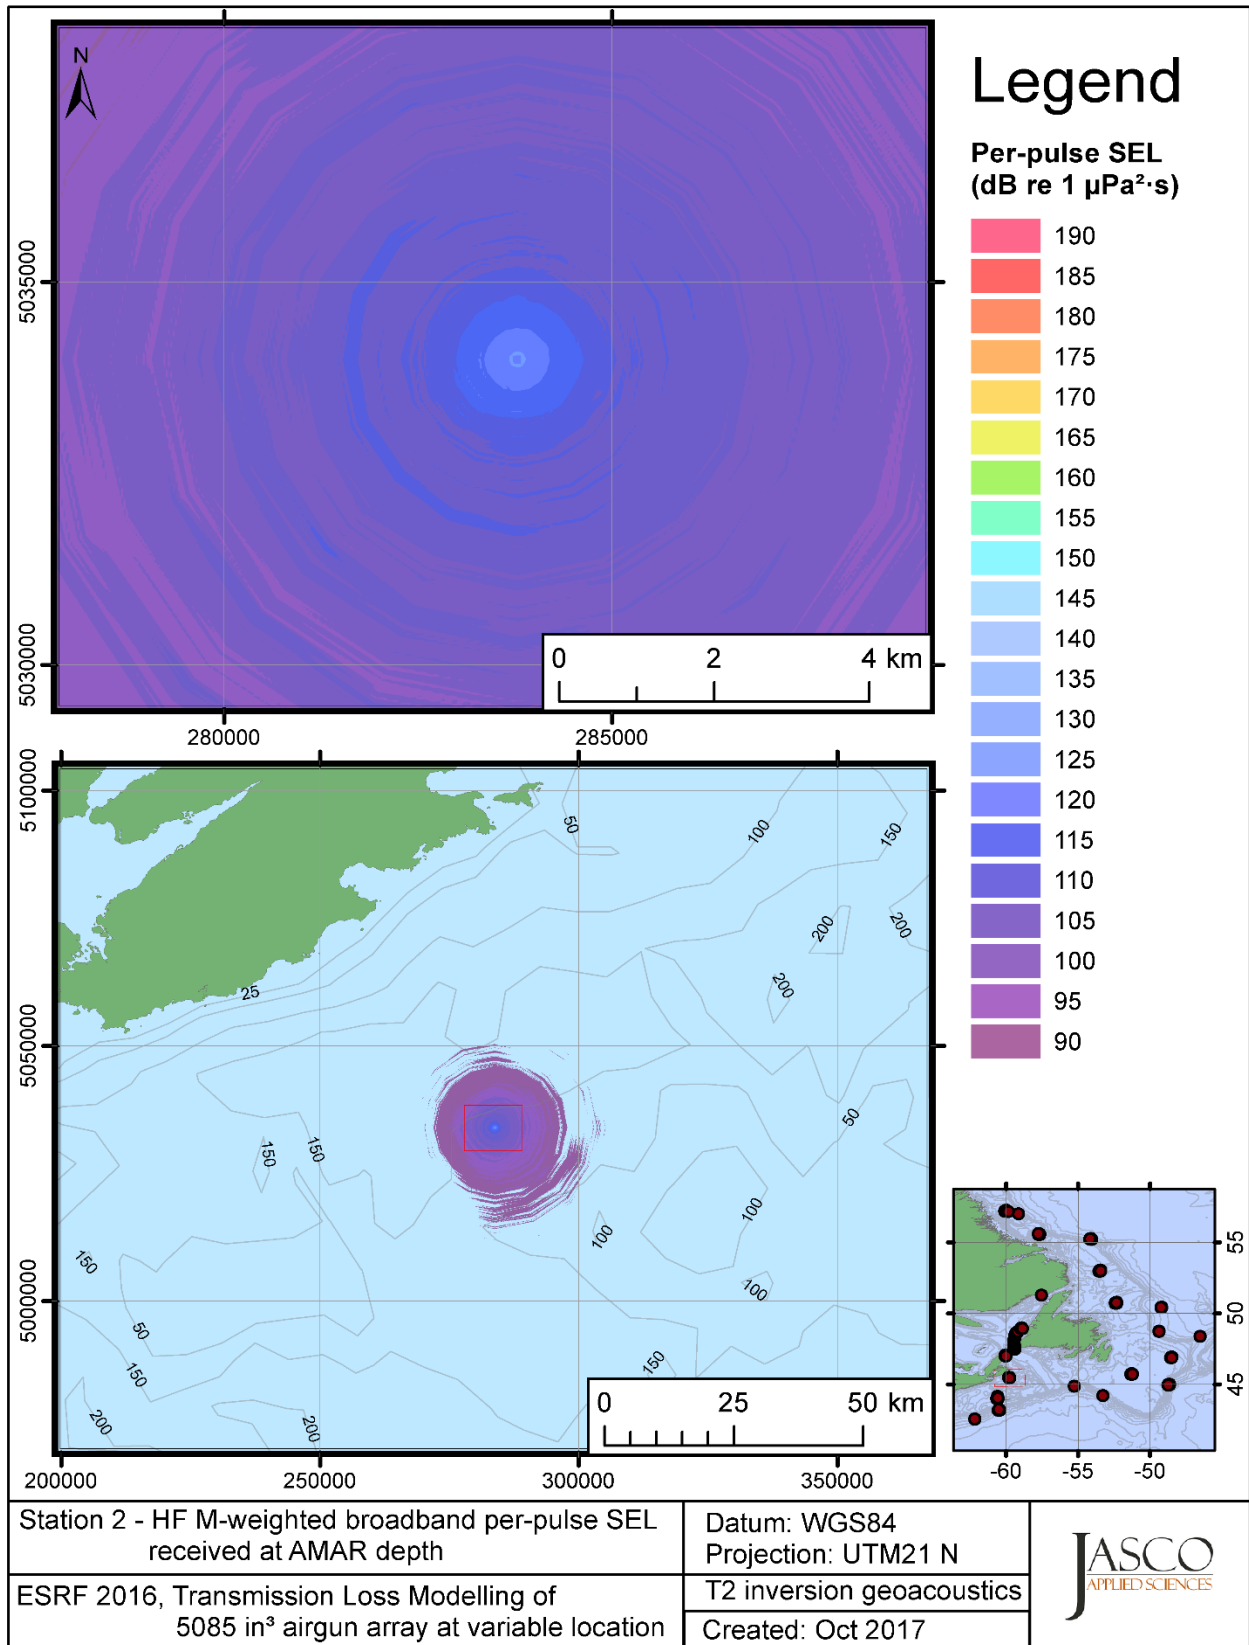 N
5035000
5030000
0 2 4 km
280000 285000
Legend
Per-pulse SEL
(dB re 1 µPa²·s)
190
185
180
175
170
165
160
155
150
145
140
135
130
125
120
115
110
105
100
95
90
5100000
5050000
5000000
50
100
150
200
200
200
25
50
150
150
100
100
100
150
50
150
200
150
200
0 25 50 km
200000 250000 300000 350000
55
50
45
-60 -55 -50
Station 2 - HF M-weighted broadband per-pulse SEL
received at AMAR depth
ESRF 2016, Transmission Loss Modelling of
5085 in³ airgun array at variable location
Datum: WGS84
Projection: UTM21 N
T2 inversion geoacoustics
Created: Oct 2017
JASCO
APPLIED SCIENCES